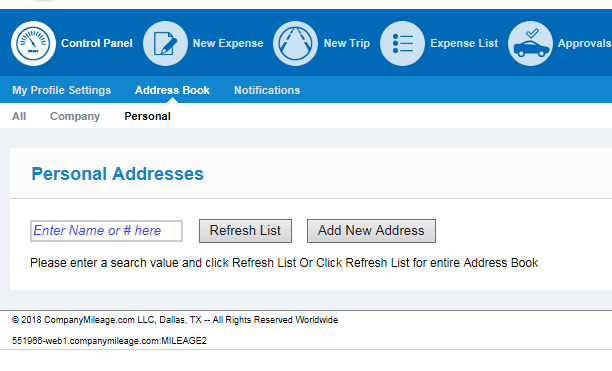 Control Panel New Expense New Trip Expense List Approvals
My Profile Settings Address Book Notifications
All Company Personal
Personal Addresses
Enter Name or # here Refresh List Add New Address
Please enter a search value and click Refresh List Or Click Refresh List for entire Address Book
© 2018 CompanyMileage.com LLC, Dallas, TX -- All Rights Reserved Worldwide
551966-web1.companymileage.com:MILEAGE2